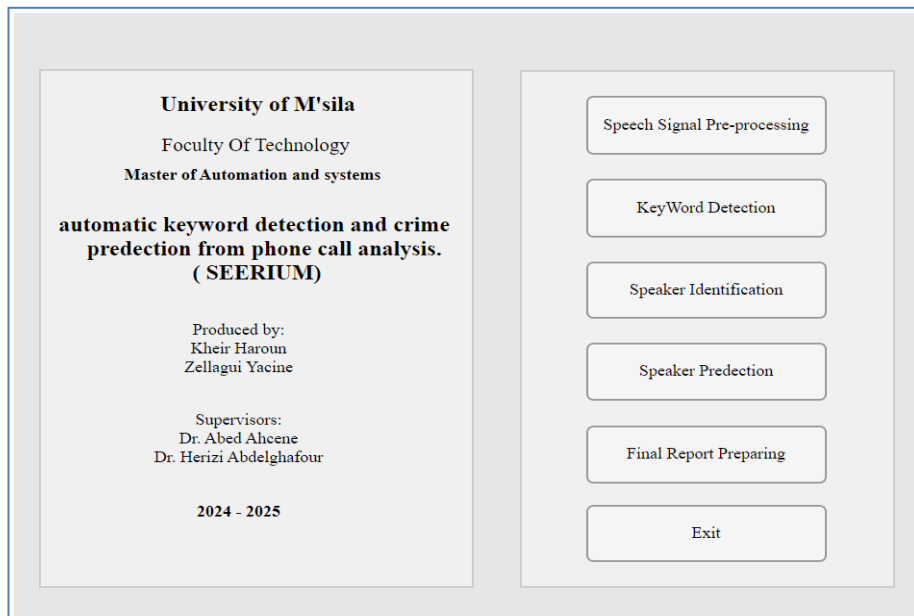 University of M'sila
Foculty Of Technology
Master of Automation and systems
automatic keyword detection and crime
predection from phone call analysis.
( SEERIUM)
Produced by:
Kheir Haroun
Zellagui Yacine
Supervisors:
Dr. Abed Ahcene
Dr. Herizi Abdelghafour
2024 - 2025
Speech Signal Pre-processing
KeyWord Detection
Speaker Identification
Speaker Predection
Final Report Preparing
Exit